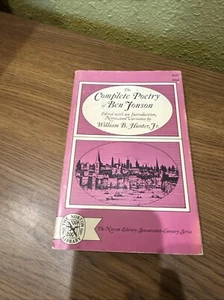 The
Complete Poetry
of Ben Jonson
Edited with an Introduction,
Notes, and Variants by
William B. Hunter, Jr.
The Norton Library Seventeenth-Century Series